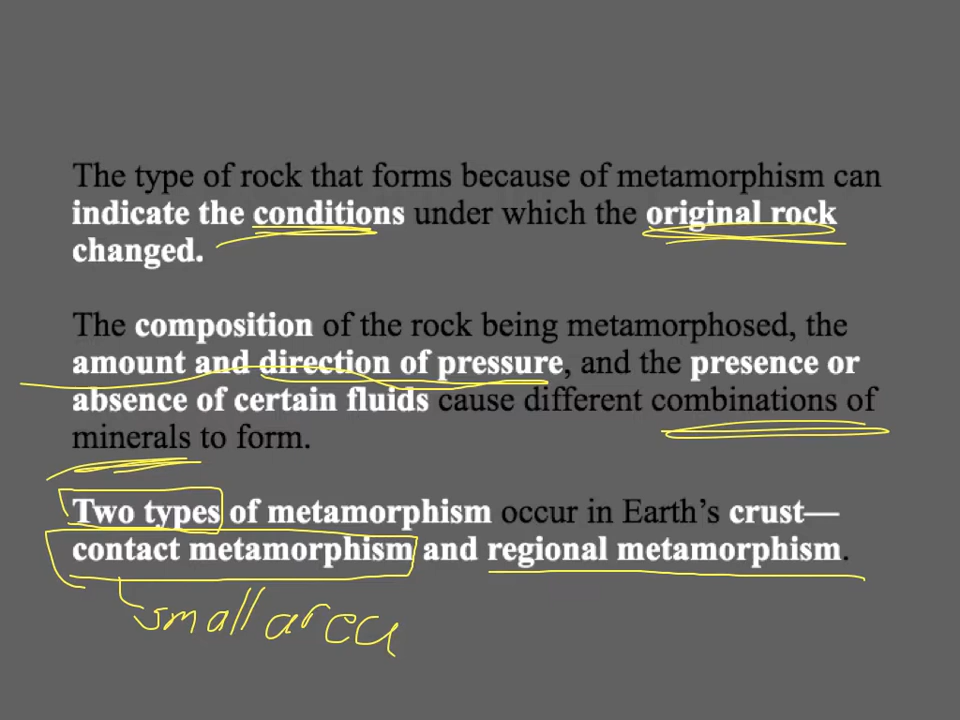 The type of rock that forms because of metamorphism can
indicate the conditions under which the original rock
changed.
The composition of the rock being metamorphosed, the
amount and direction of pressure, and the presence or
absence of certain fluids cause different combinations of
minerals to form.
Two types of metamorphism occur in Earth’s crust—
contact metamorphism and regional metamorphism.
small area